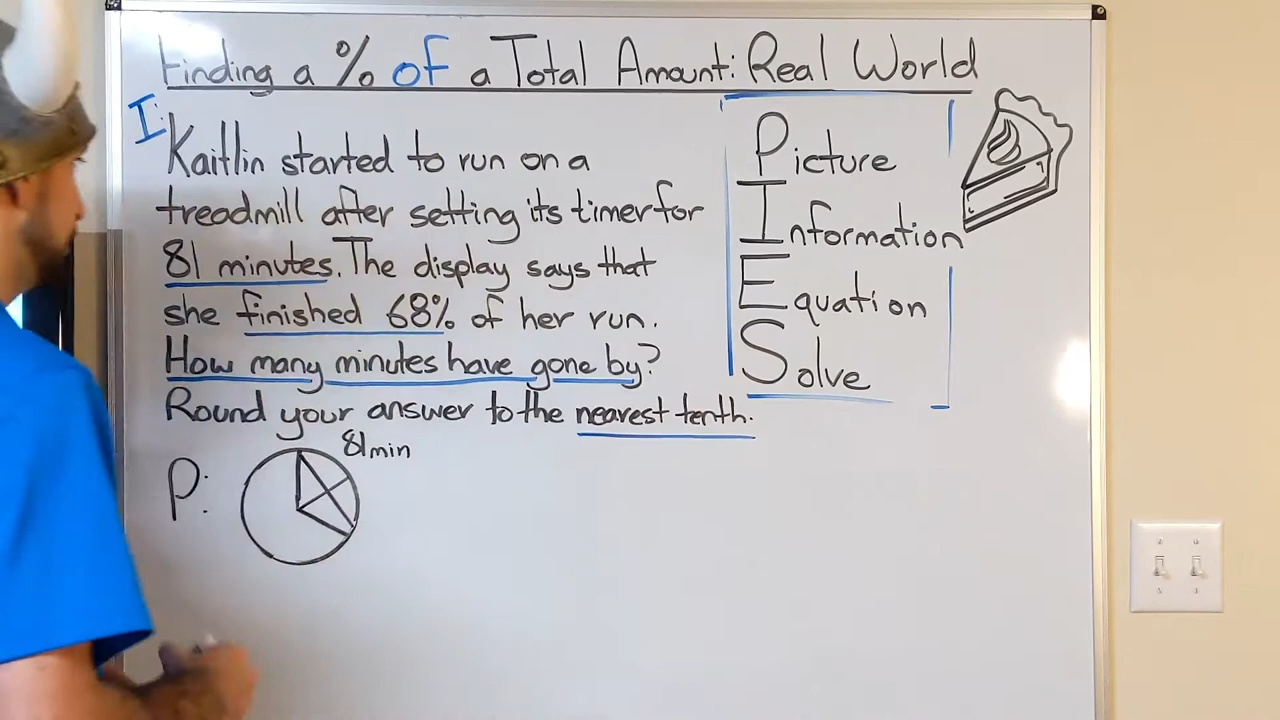 Finding a % of a Total Amount: Real World
I:
Kaitlin started to run on a
treadmill after setting its timer for
81 minutes. The display says that
she finished 68% of her run.
How many minutes have gone by?
Round your answer to the nearest tenth.
Picture
Information
Equation
Solve
P:
81 min